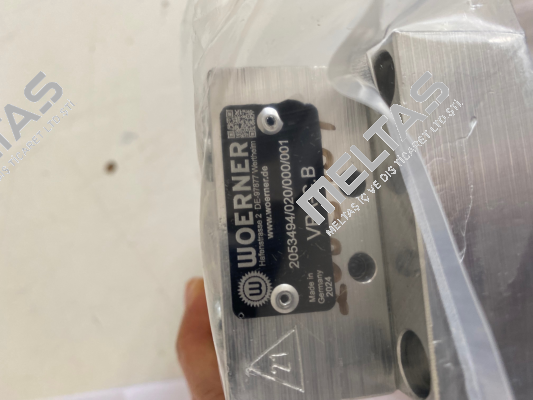 WOERNER
Hafenstrasse 2 DE-97877 Wertheim
www.woerner.de
2053494/020/000/001
Made in
Germany
2024
MELTAS
MELTAŞ İÇ VE DIŞ TİCARET LTD.ŞTİ.
MELTAS